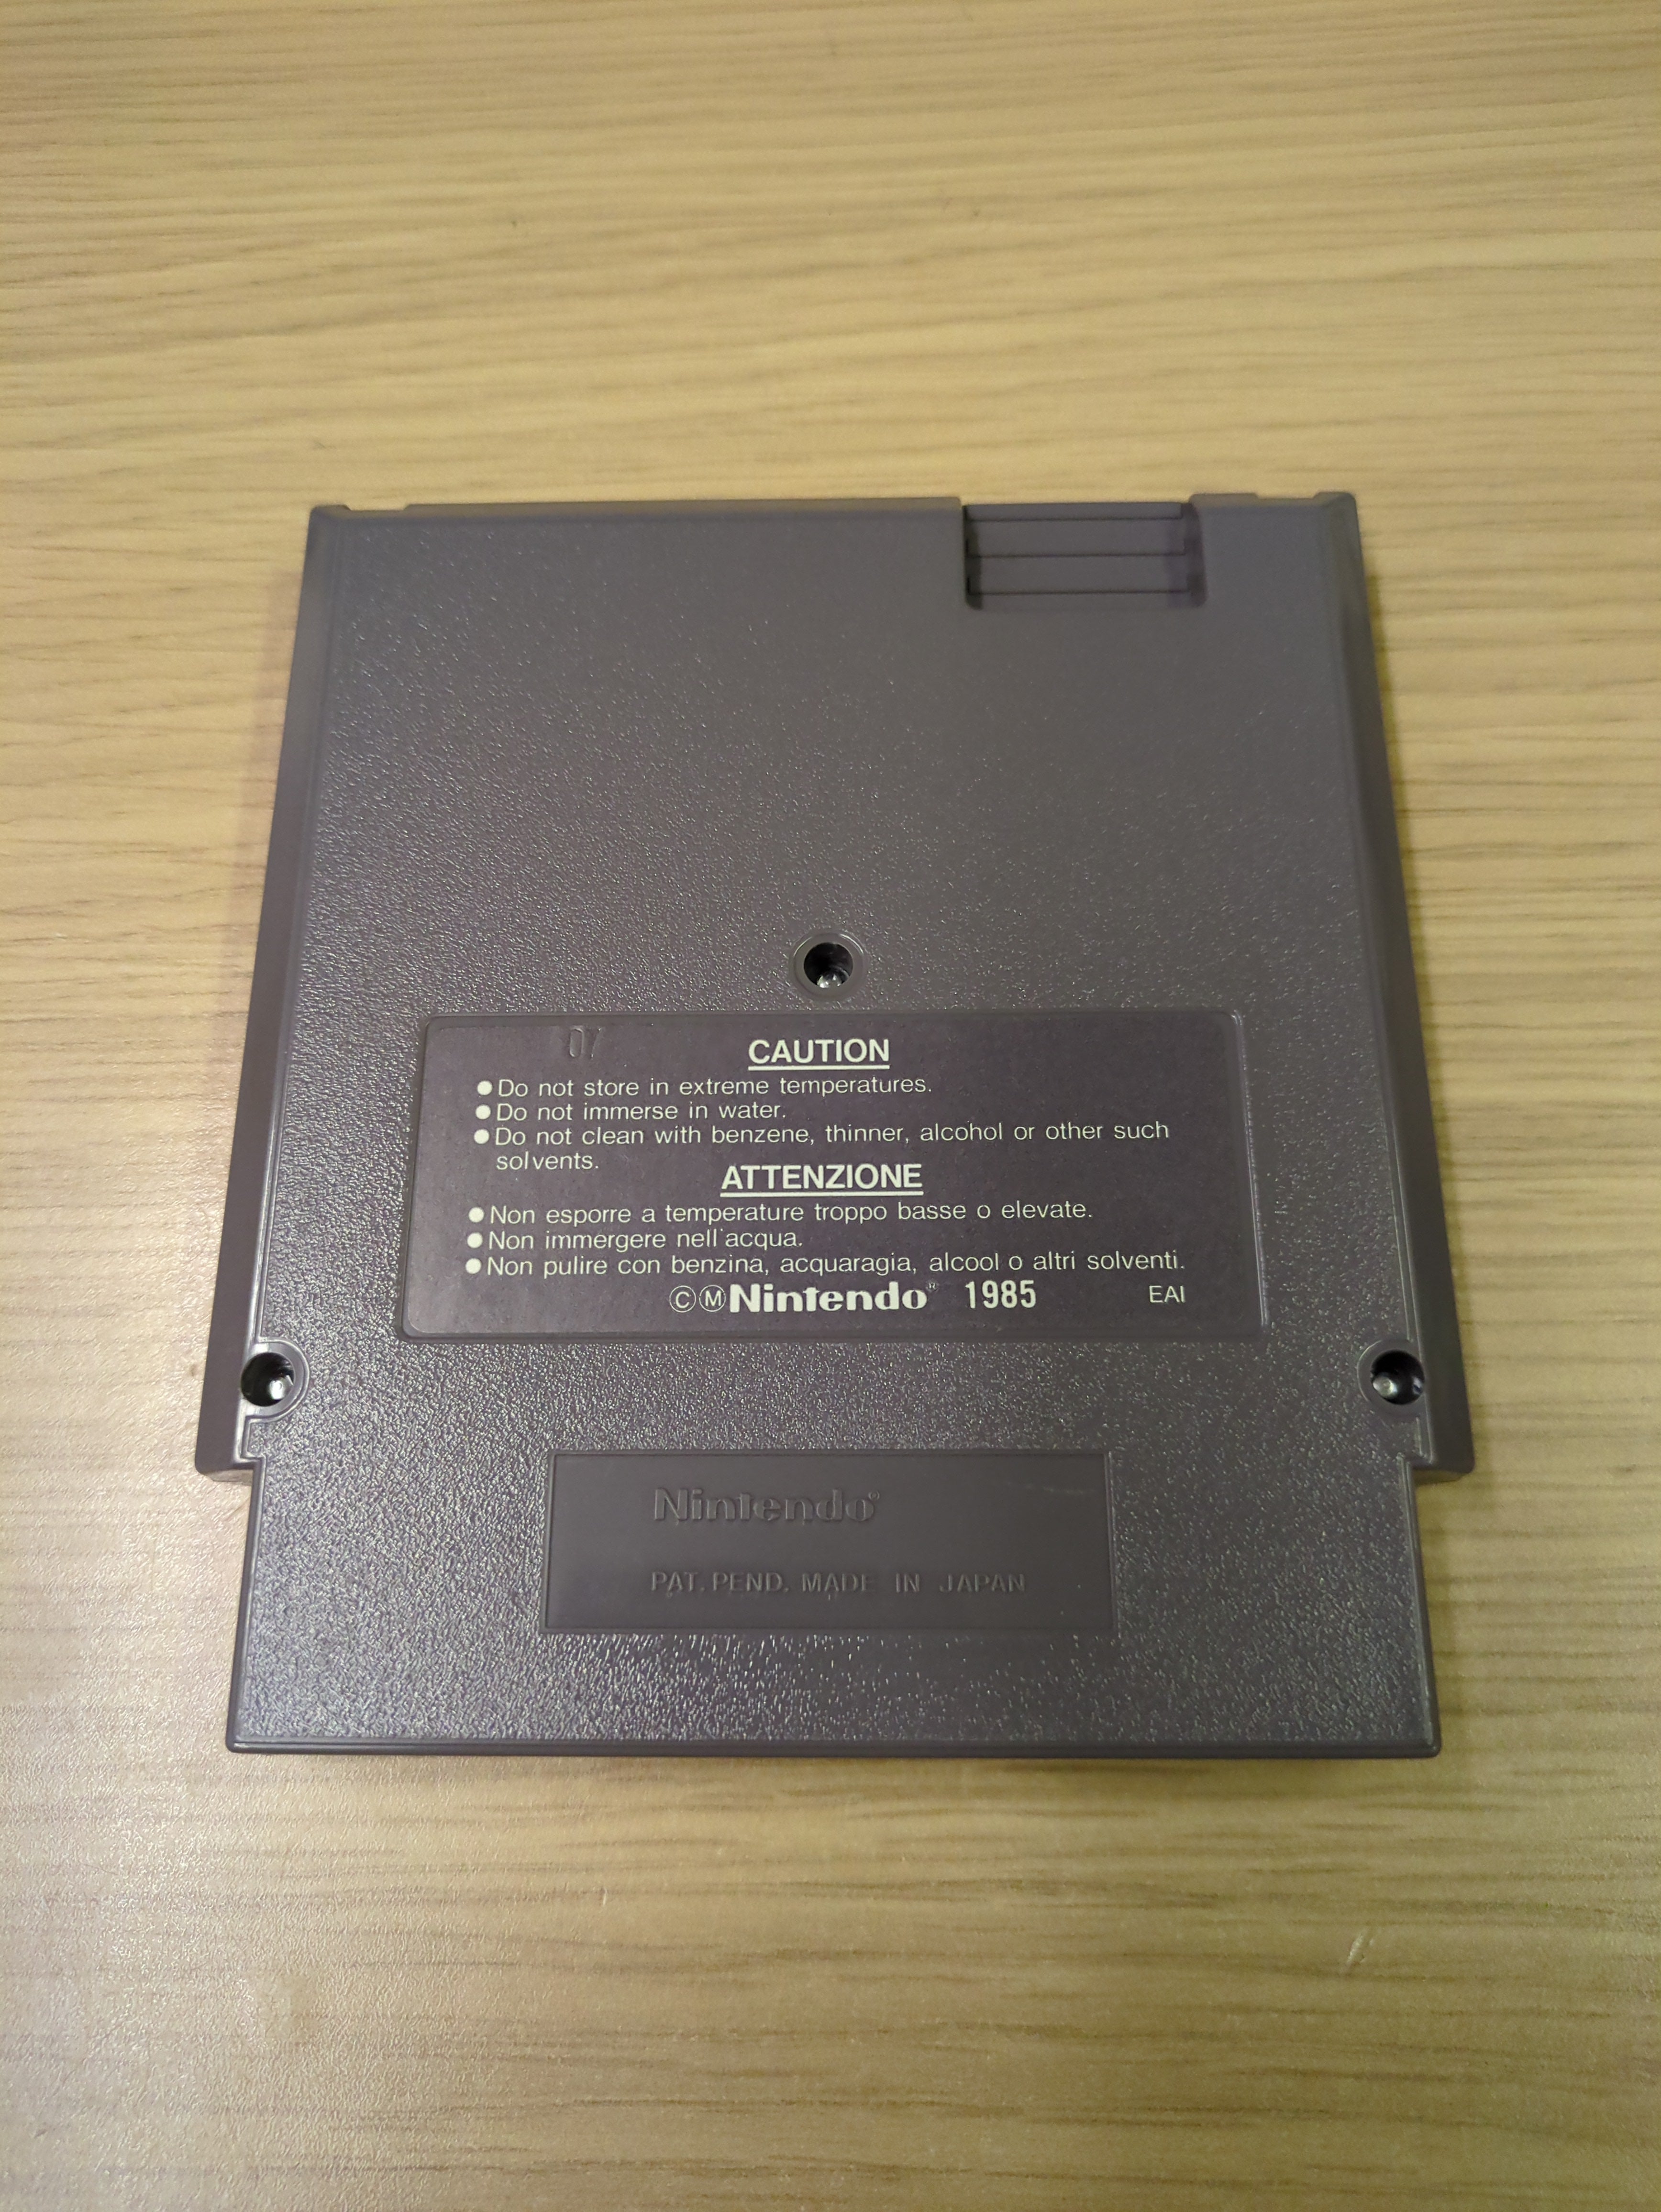 07
CAUTION
●Do not store in extreme temperatures.
●Do not immerse in water.
●Do not clean with benzene, thinner, alcohol or other such
solvents.
ATTENZIONE
●Non esporre a temperature troppo basse o elevate.
●Non immergere nell'acqua.
●Non pulire con benzina, acquaragia, alcool o altri solventi.
ⒸⓂNintendo® 1985 EAI
Nintendo®
PAT. PEND. MADE IN JAPAN